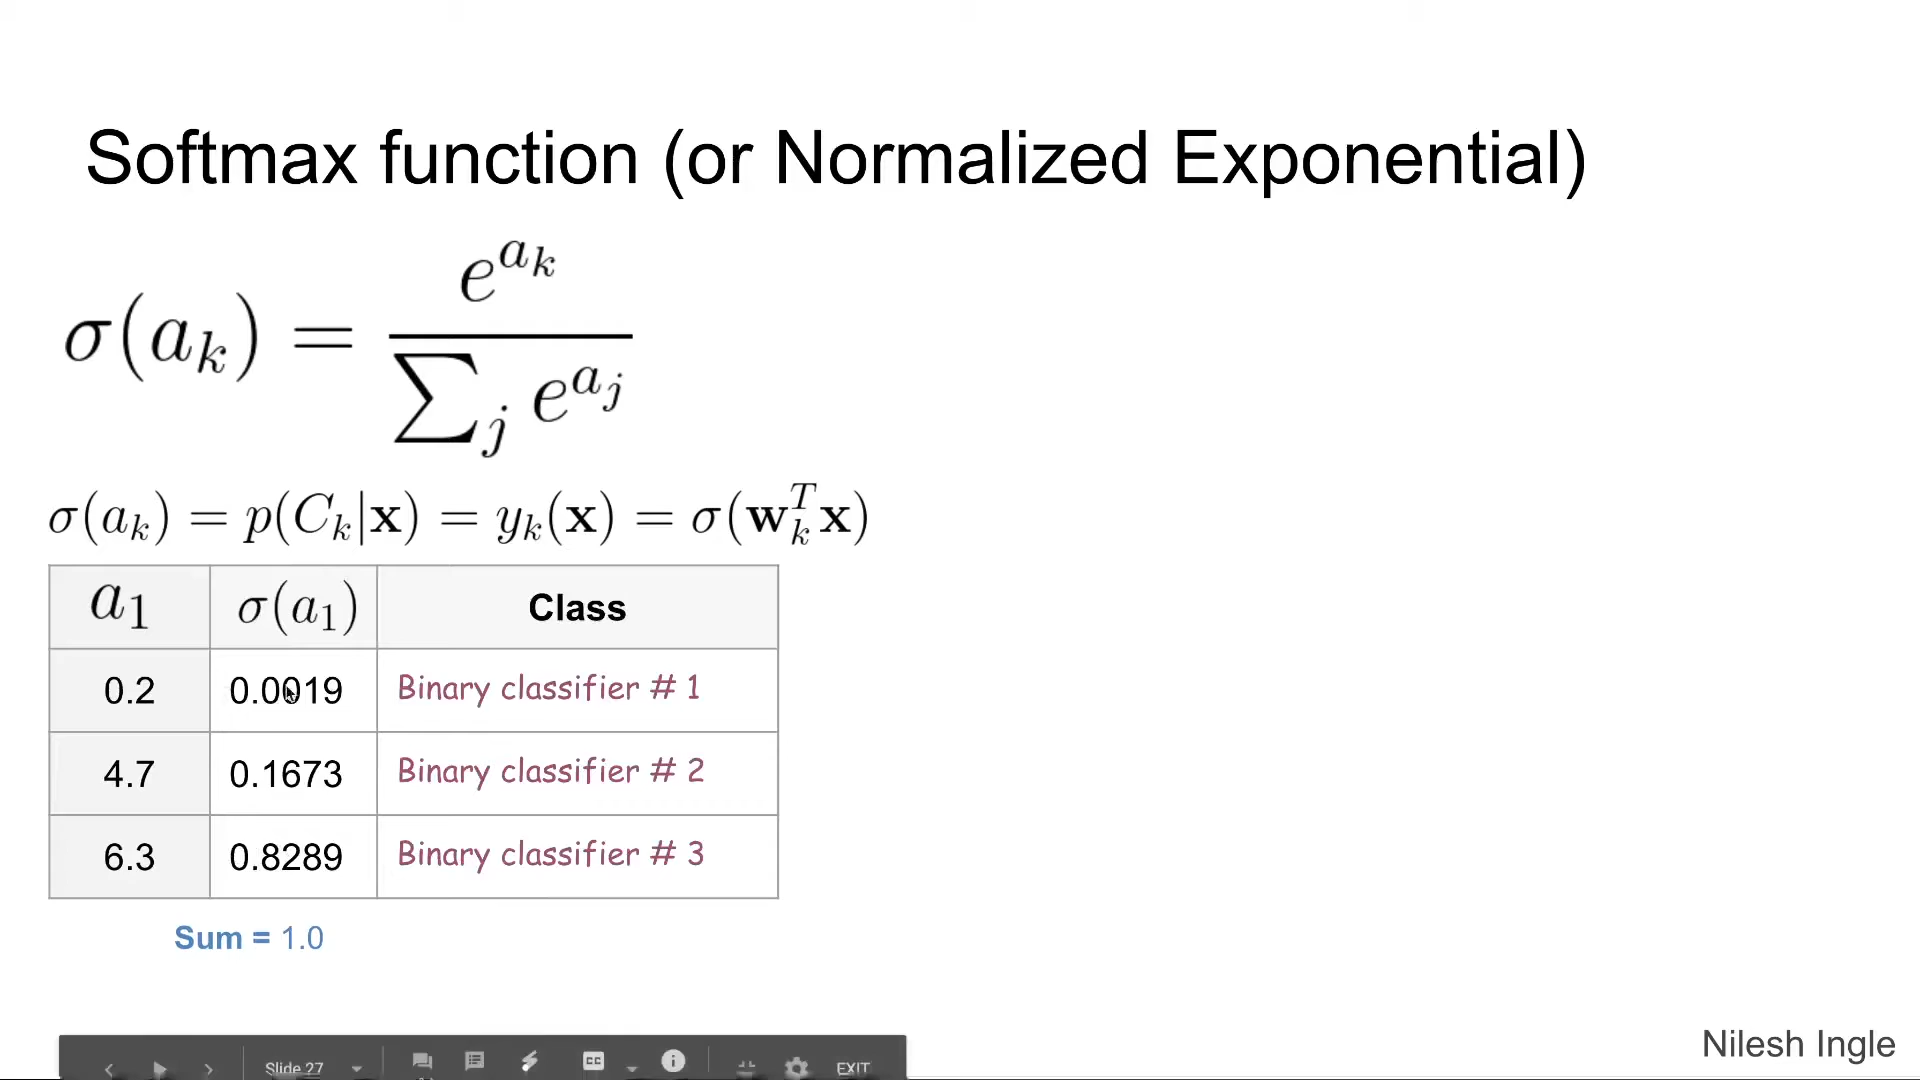 Softmax function (or Normalized Exponential)
σ(a_k) = e^{a_k} / ∑_j e^{a_j}
σ(a_k) = p(C_k|𝐱) = y_k(𝐱) = σ(𝐰_k^T 𝐱)
a_1 σ(a_1) Class
0.2 0.0019 Binary classifier # 1
4.7 0.1673 Binary classifier # 2
6.3 0.8289 Binary classifier # 3
Sum = 1.0
Nilesh Ingle
Slide 27 CC EXIT